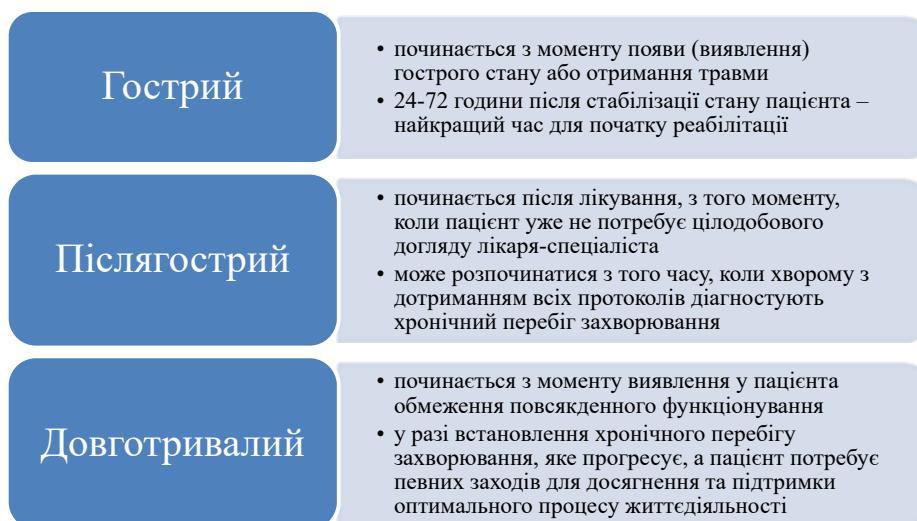 Гострий
• починається з моменту появи (виявлення)
гострого стану або отримання травми
• 24-72 години після стабілізації стану пацієнта –
найкращий час для початку реабілітації
Післягострий
• починається після лікування, з того моменту,
коли пацієнт уже не потребує цілодобового
догляду лікаря-спеціаліста
• може розпочинатися з того часу, коли хворому з
дотриманням всіх протоколів діагностують
хронічний перебіг захворювання
Довготривалий
• починається з моменту виявлення у пацієнта
обмеження повсякденного функціонування
• у разі встановлення хронічного перебігу
захворювання, яке прогресує, а пацієнт потребує
певних заходів для досягнення та підтримки
оптимального процесу життєдіяльності